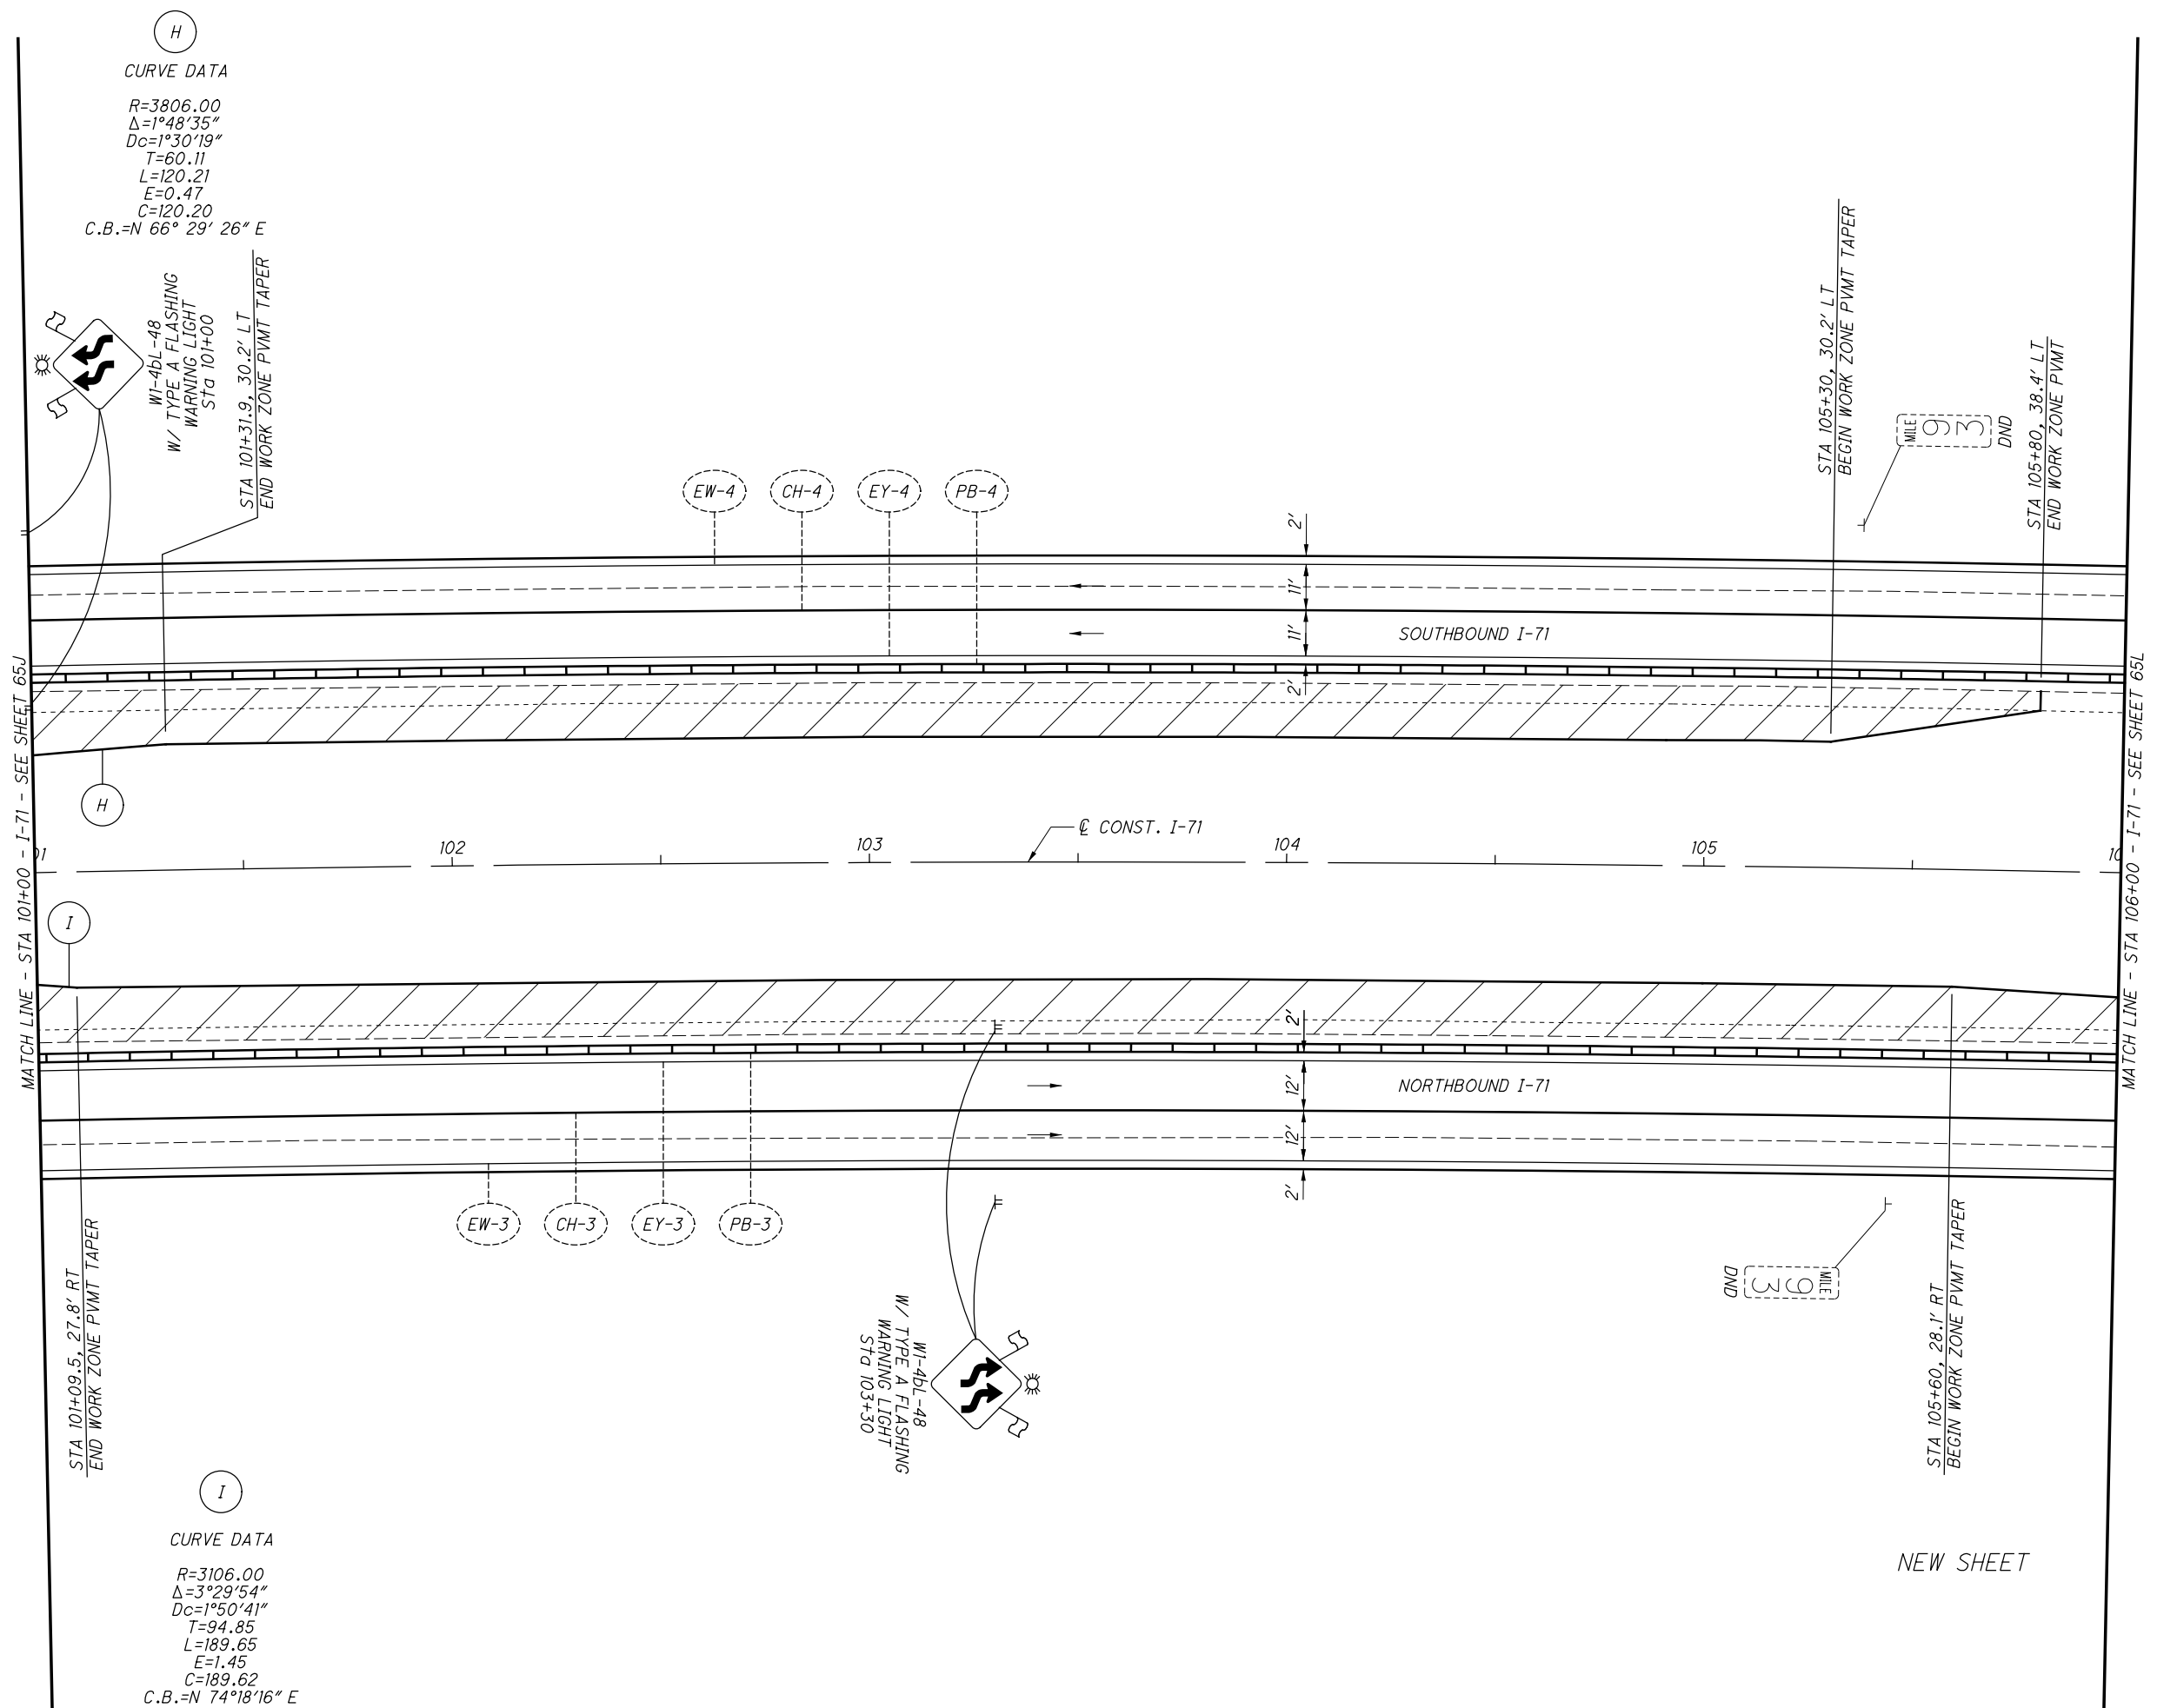 H
CURVE DATA
R=3806.00
Δ=1°48'35"
Dc=1°30'19"
T=60.11
L=120.21
E=0.47
C=120.20
C.B.=N 66° 29' 26" E
W1-4bL-48
W/ TYPE A FLASHING
WARNING LIGHT
Sta 101+00
STA 101+31.9, 30.2' LT
END WORK ZONE PVMT TAPER
EW-4
CH-4
EY-4
PB-4
STA 105+30, 30.2' LT
BEGIN WORK ZONE PVMT TAPER
MILE
93
DND
STA 105+80, 38.4' LT
END WORK ZONE PVMT
2'
11'
11'
2'
SOUTHBOUND I-71
MATCH LINE - STA 101+00 - I-71 - SEE SHEET 65J
MATCH LINE - STA 106+00 - I-71 - SEE SHEET 65L
H
℄ CONST. I-71
01
102
103
104
105
10
I
2'
12'
12'
2'
NORTHBOUND I-71
EW-3
CH-3
EY-3
PB-3
STA 101+09.5, 27.8' RT
END WORK ZONE PVMT TAPER
W1-4bL-48
W/ TYPE A FLASHING
WARNING LIGHT
Sta 103+30
MILE
93
DND
STA 105+60, 28.1' RT
BEGIN WORK ZONE PVMT TAPER
I
CURVE DATA
R=3106.00
Δ=3°29'54"
Dc=1°50'41"
T=94.85
L=189.65
E=1.45
C=189.62
C.B.=N 74°18'16" E
NEW SHEET